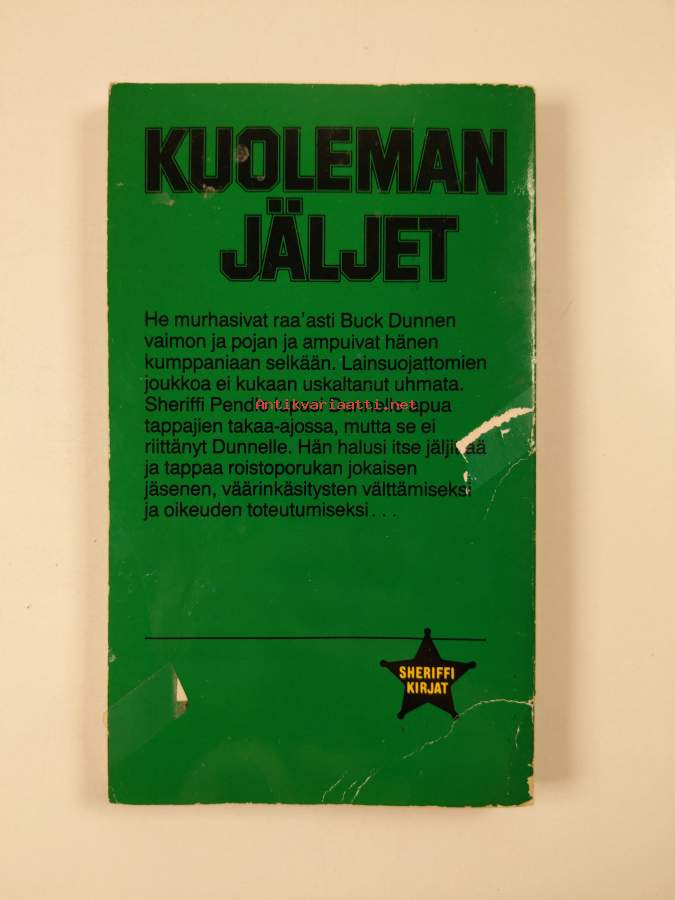 KUOLEMAN
JÄLJET
He murhasivat raa'asti Buck Dunnen
vaimon ja pojan ja ampuivat hänen
kumppaniaan selkään. Lainsuojattomien
joukkoa ei kukaan uskaltanut uhmata.
Sheriffi Dunnelle apua
Antikvariaatti.net
tappajien takaa-ajossa, mutta se ei
riittänyt Dunnelle. Hän halusi itse
ja tappaa roistoporukan jokaisen
jäsenen, väärinkäsitysten välttämiseksi
ja oikeuden toteutumiseksi...
SHERIFFI
KIRJAT